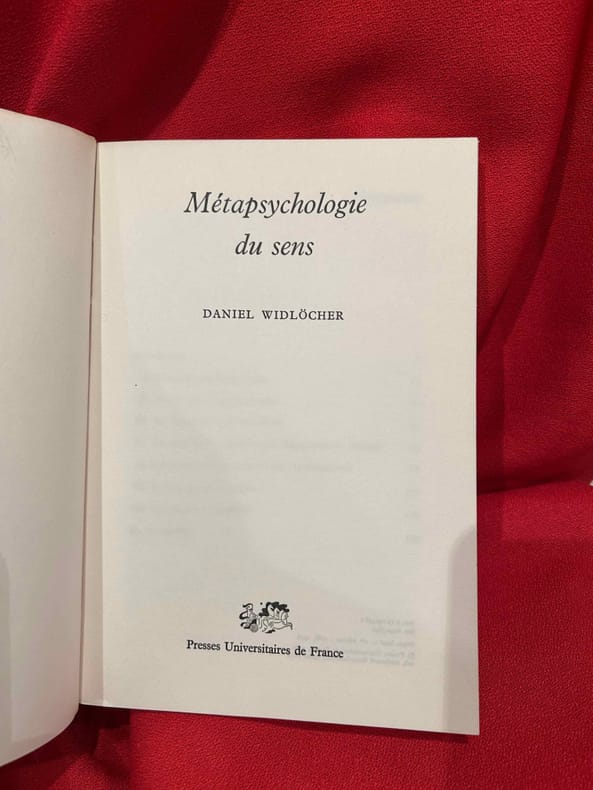 Métapsychologie
du sens
DANIEL WIDLÖCHER
Presses Universitaires de France